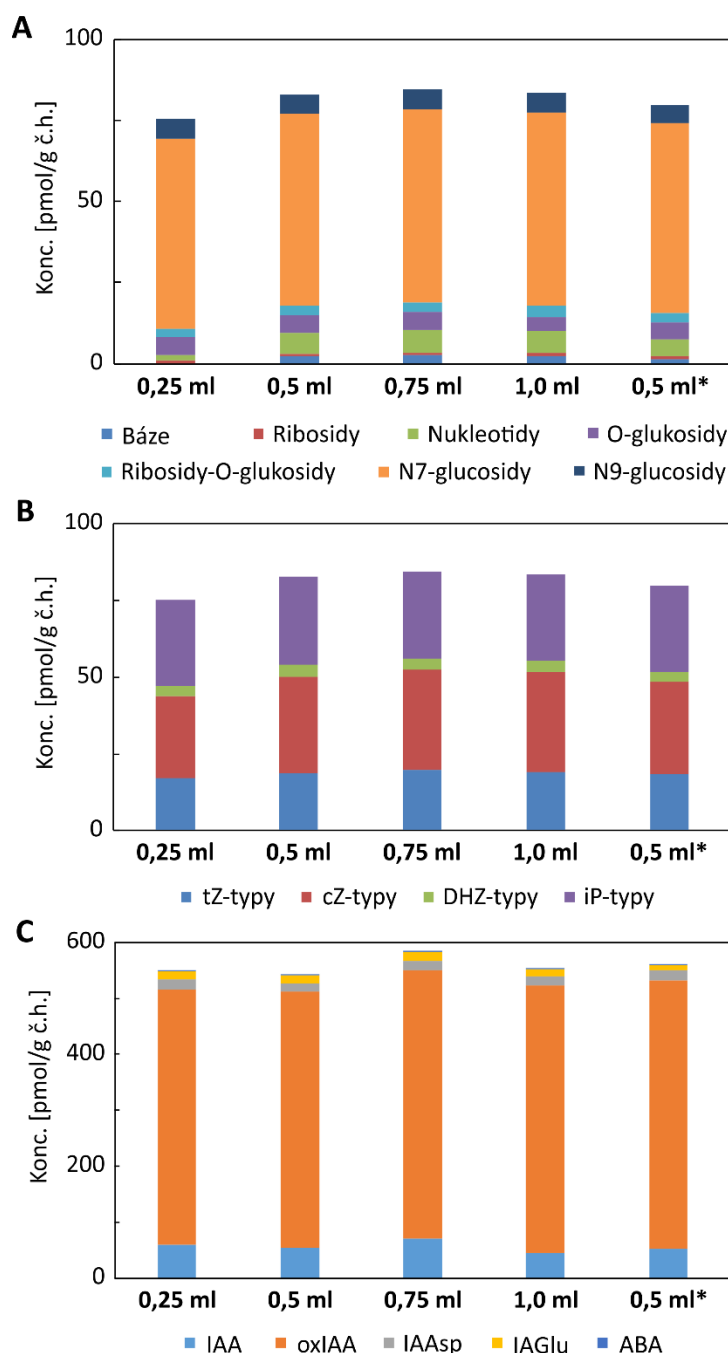 A
100
50
0
Konc. [pmol/g č.h.]
0,25 ml 0,5 ml 0,75 ml 1,0 ml 0,5 ml*
Báze Ribosidy Nukleotidy O-glukosidy
Ribosidy-O-glukosidy N7-glucosidy N9-glucosidy
B
100
50
0
Konc. [pmol/g č.h.]
0,25 ml 0,5 ml 0,75 ml 1,0 ml 0,5 ml*
tZ-typy cZ-typy DHZ-typy iP-typy
C
600
400
200
0
Konc. [pmol/g č.h.]
0,25 ml 0,5 ml 0,75 ml 1,0 ml 0,5 ml*
IAA oxIAA IAAsp IAGlu ABA